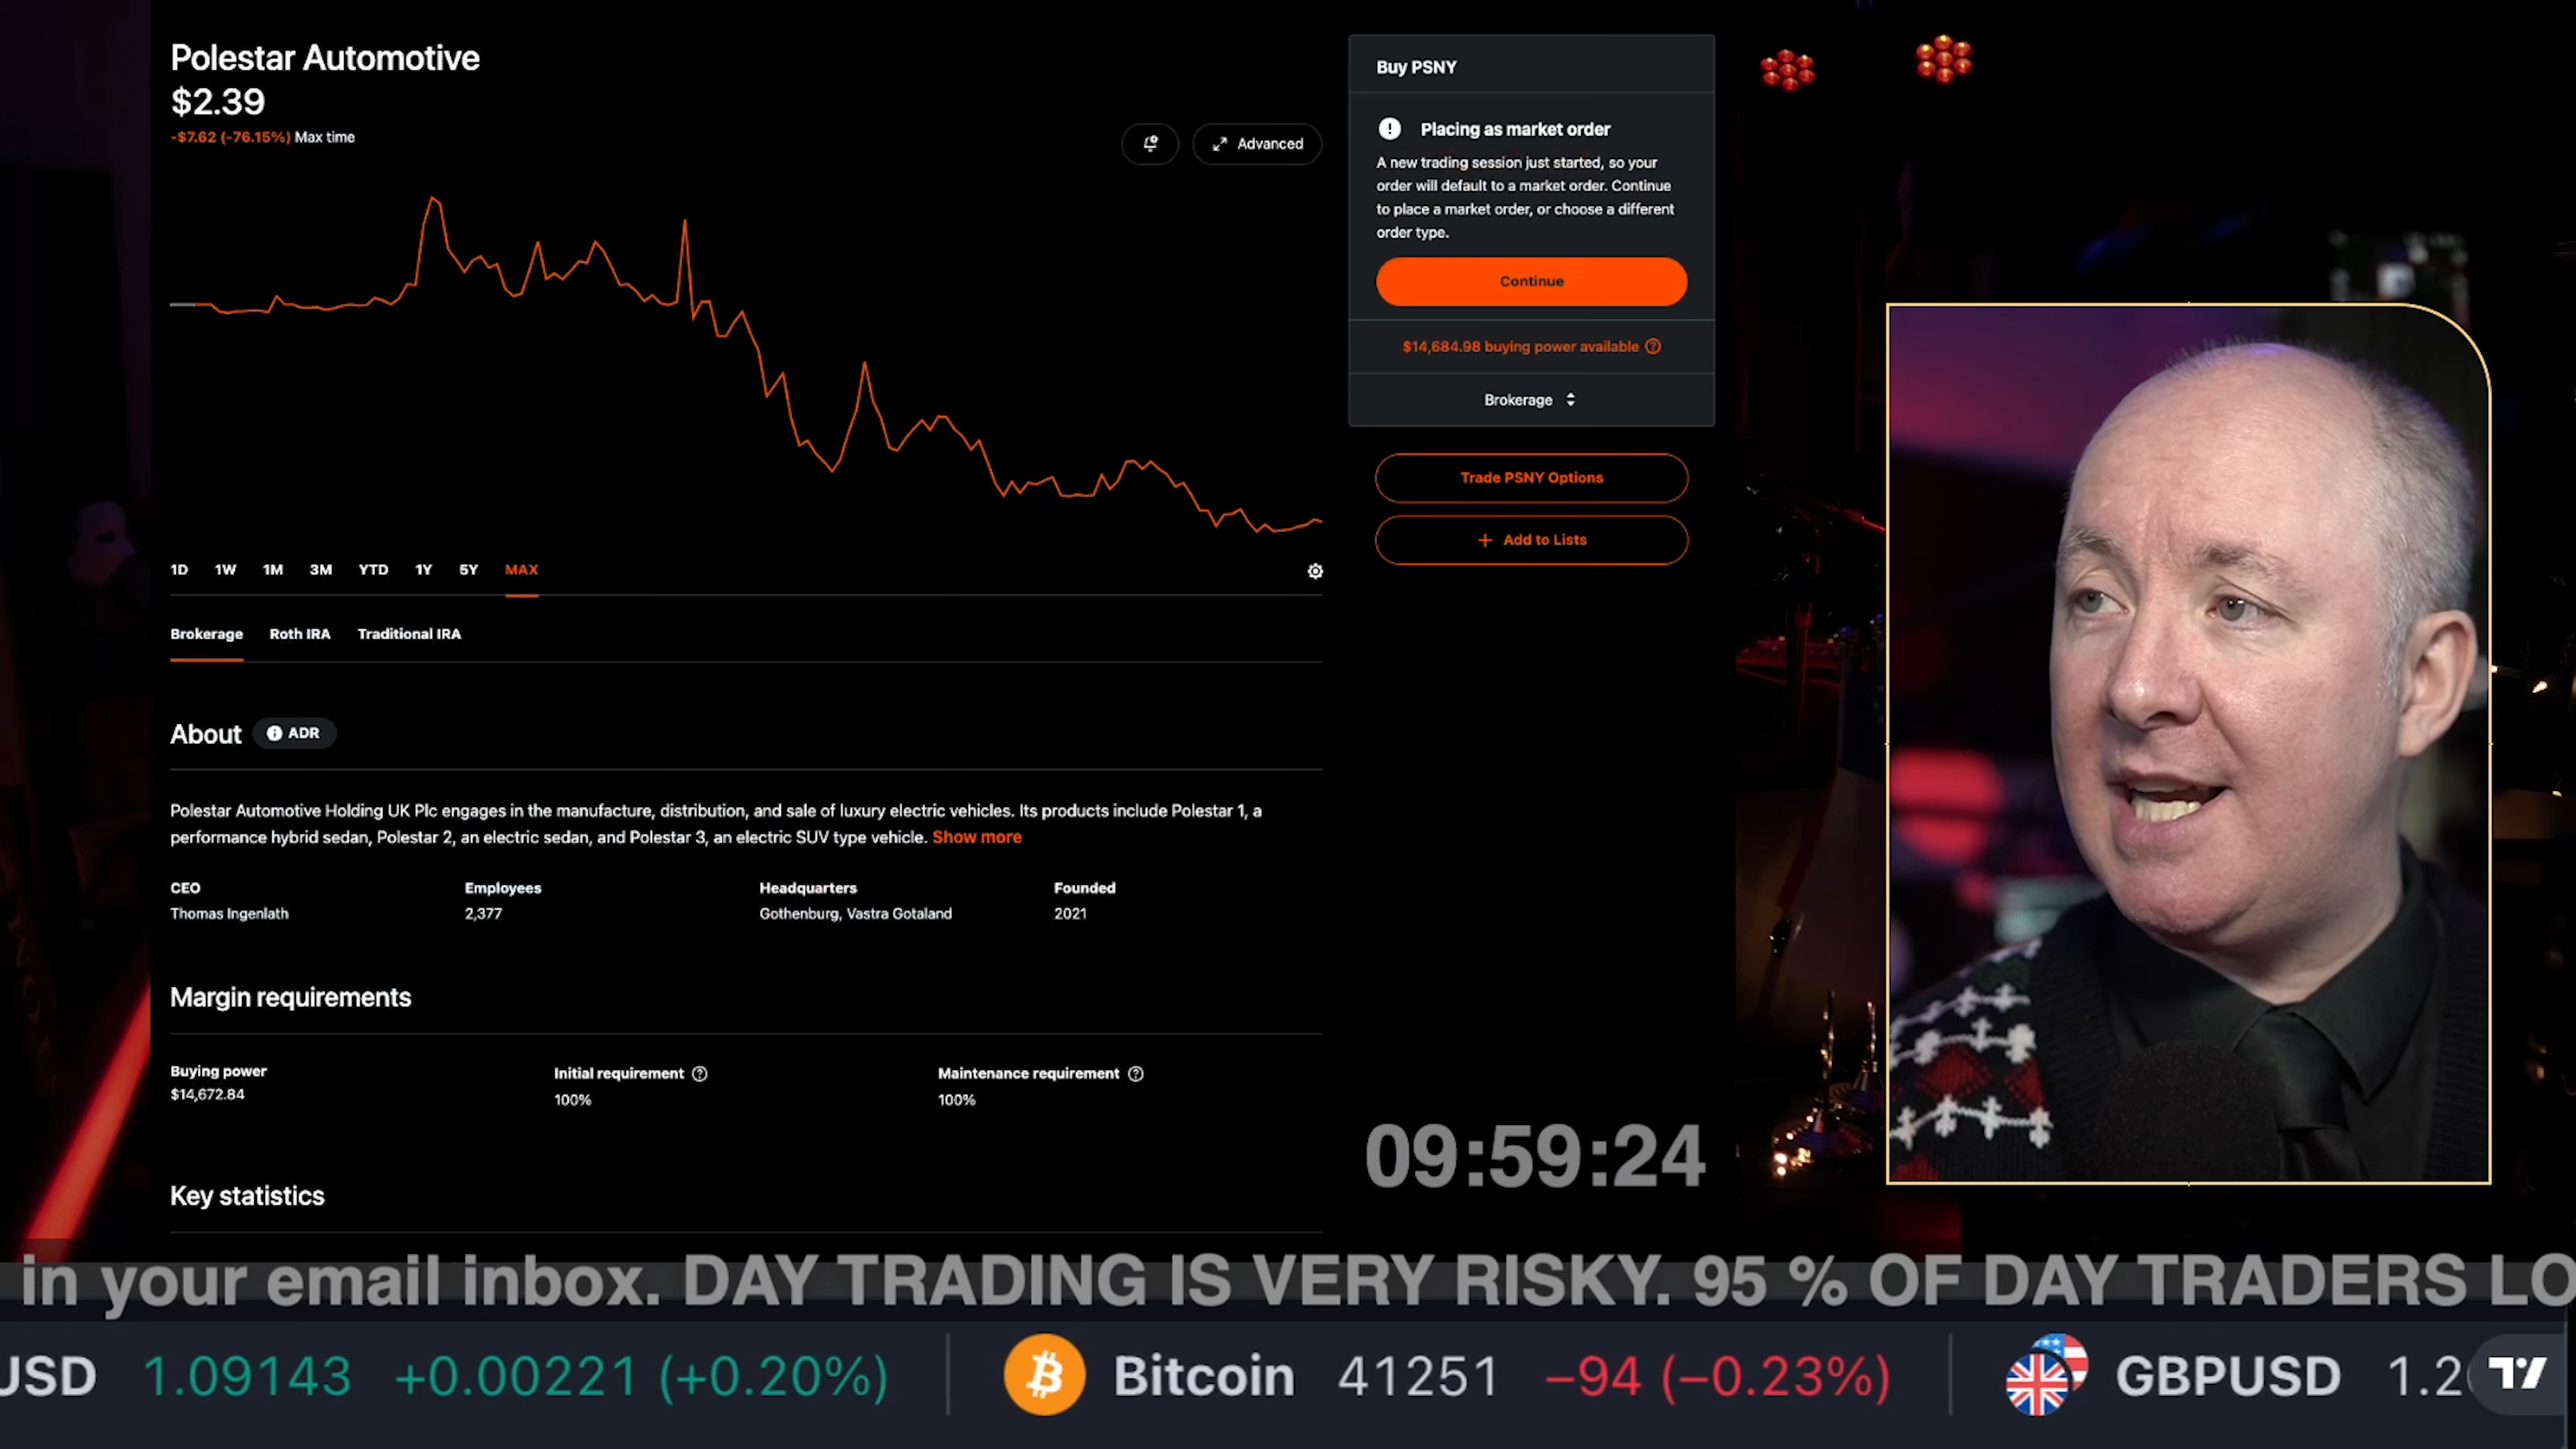 Polestar Automotive
$2.39
-$7.62 (-76.15%) Max time
Advanced
1D 1W 1M 3M YTD 1Y 5Y MAX
Brokerage Roth IRA Traditional IRA
About ADR
Polestar Automotive Holding UK Plc engages in the manufacture, distribution, and sale of luxury electric vehicles. Its products include Polestar 1, a
performance hybrid sedan, Polestar 2, an electric sedan, and Polestar 3, an electric SUV type vehicle. Show more
CEO Employees Headquarters Founded
Thomas Ingenlath 2,377 Gothenburg, Vastra Gotaland 2021
Margin requirements
Buying power Initial requirement Maintenance requirement
$14,672.84 100% 100%
Key statistics
Buy PSNY
Placing as market order
A new trading session just started, so your
order will default to a market order. Continue
to place a market order, or choose a different
order type.
Continue
$14,684.98 buying power available
Brokerage
Trade PSNY Options
+ Add to Lists
09:59:24
in your email inbox. DAY TRADING IS VERY RISKY. 95 % OF DAY TRADERS LO
USD 1.09143 +0.00221 (+0.20%) Bitcoin 41251 −94 (−0.23%) GBPUSD 1.2